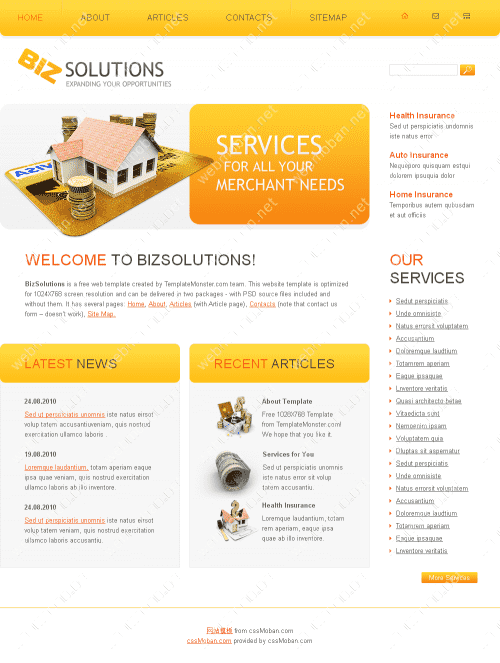 HOME ABOUT ARTICLES CONTACTS SITEMAP
BIZ SOLUTIONS
EXPANDING YOUR OPPORTUNITIES
VISA
SERVICES
FOR ALL YOUR
MERCHANT NEEDS
Health Insurance
Sed ut perspiciatis undomnis
iste natus error
Auto Insurance
Nequiporo quisquam estqui
dolorem ipsuquia dolor
Home Insurance
Temporibus autem quibusdam
et aut officiis
WELCOME TO BIZSOLUTIONS!
BizSolutions is a free web template created by TemplateMonster.com team. This website template is optimized
for 1024X768 screen resolution and can be delivered in two packages - with PSD source files included and
without them. It has several pages: Home, About, Articles (with Article page), Contacts (note that contact us
form – doesn't work), Site Map.
LATEST NEWS
24.08.2010
Sed ut perspiciatis unomnis iste natus eirsot
volup tatem accusantiuveniam, quis nostrud
exercitation ullamco laboris .
19.08.2010
Loremque laudantium, totam aperiam eaque
ipsa quae veniam, quis nostrud exercitation
ullamco laboris ab illo inventore.
24.08.2010
Sed ut perspiciatis unomnis iste natus eirsot
volup tatem veniam, quis nostrud exercitation
ullamco laboris accusantiu.
RECENT ARTICLES
About Template
Free 1028X768 Template
from TemplateMonster.com!
We hope that you like it.
Services for You
Sed ut perspiciatis unomnis
iste natus error sit volup
tatem accusantiu.
Health Insurance
Loremque laudantium, totam
rem aperiam, eaque ipsa
quae ab illo inventore.
OUR
SERVICES
Sedut perspiciatis
Unde omnisiste
Natus errorsit voluptatem
Accusantium
Doloremque laudtium
Totamrem aperiam
Eaque ipsaquae
Lnventore veritatis
Quasi architecto betae
Vitaedicta sunt
Nemoenim ipsam
Voluptatem quia
Dluptas sit aspernatur
Sedut perspiciatis
Unde omnisiste
Natus errorsit voluptatem
Accusantium
Doloremque laudtium
Totamrem aperiam
Eaque ipsaquae
Lnventore veritatis
More Services
网站模板 from cssMoban.com
cssMoban.com provided by cssMoban.com